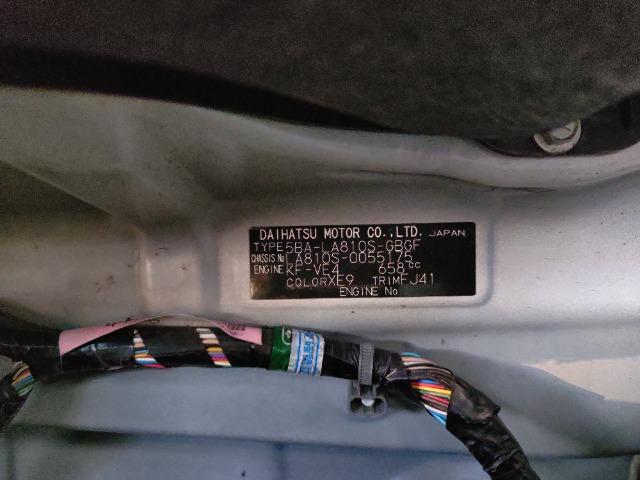 DAIHATSU MOTOR CO.,LTD. JAPAN
TYPE 5BA-LA810S-GBGF
CHASSIS No LA810S-0055175
ENGINE KF-VE4 658cc
COLOR XE9 TRIM FJ41
ENGINE No